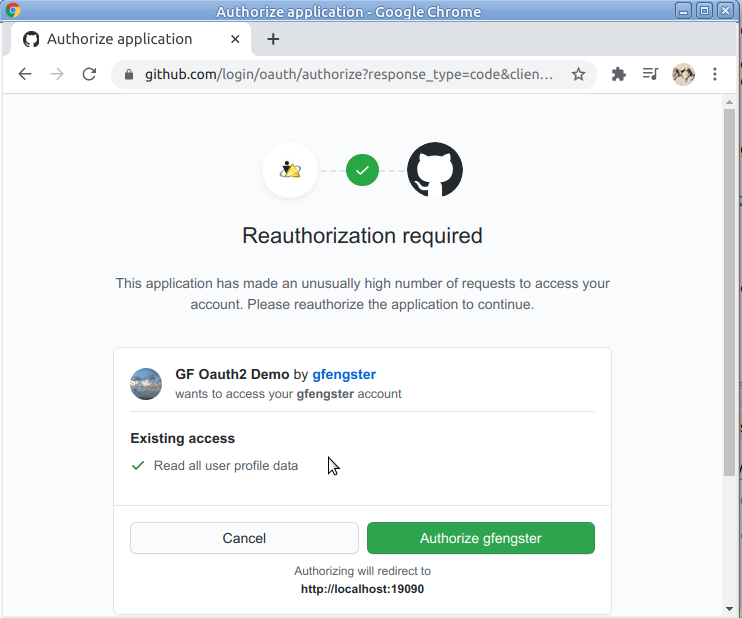 Authorize application - Google Chrome
Authorize application
github.com/login/oauth/authorize?response_type=code&clien...
Reauthorization required
This application has made an unusually high number of requests to access your
account. Please reauthorize the application to continue.
GF Oauth2 Demo by gfengster
wants to access your gfengster account
Existing access
Read all user profile data
Cancel
Authorize gfengster
Authorizing will redirect to
http://localhost:19090